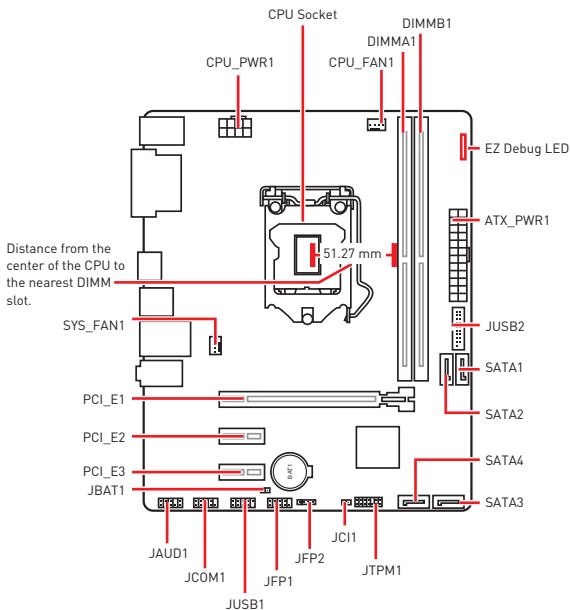 CPU Socket
DIMMB1
DIMMA1
CPU_PWR1
CPU_FAN1
EZ Debug LED
ATX_PWR1
Distance from the
center of the CPU to
the nearest DIMM
slot.
51.27 mm
SYS_FAN1
JUSB2
SATA1
SATA2
PCI_E1
PCI_E2
PCI_E3
BAT1
JBAT1
SATA4
SATA3
JAUD1
JCOM1
JUSB1
JFP1
JFP2
JCI1
JTPM1